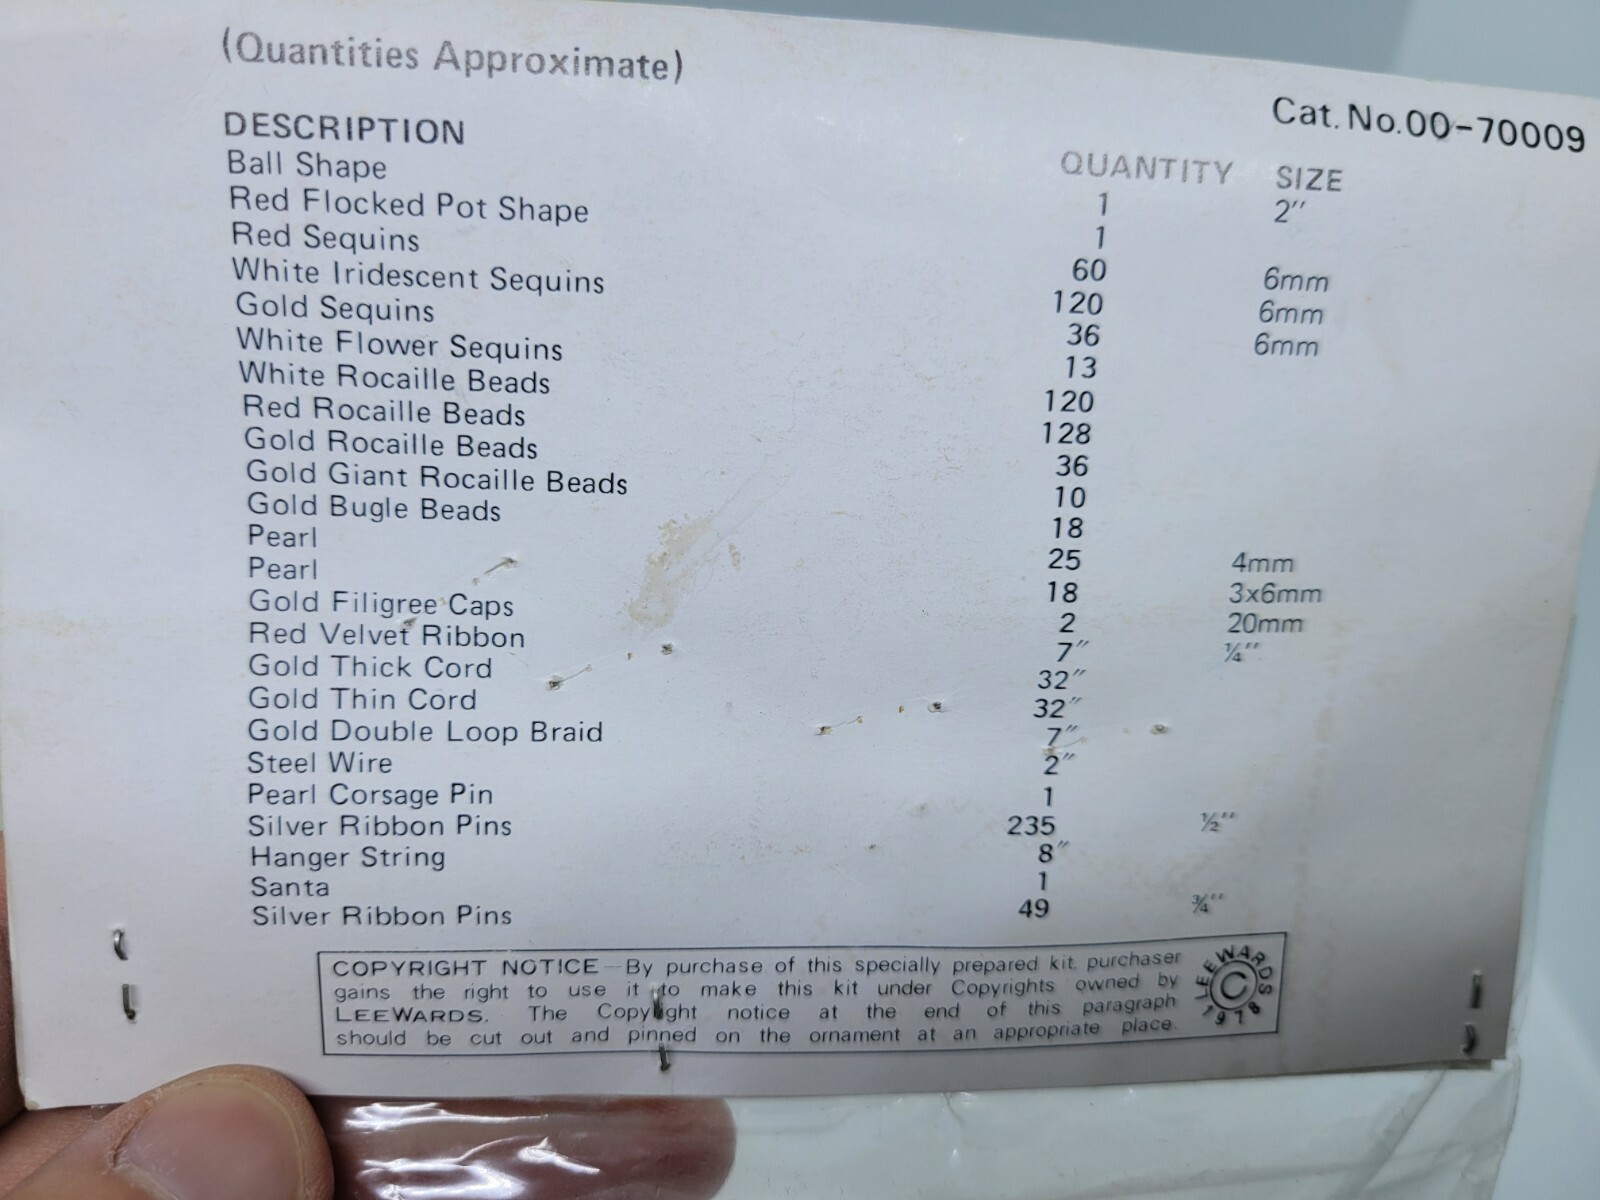 (Quantities Approximate)
Cat. No.00-70009
DESCRIPTION QUANTITY SIZE
Ball Shape 1 2"
Red Flocked Pot Shape 1
Red Sequins 60 6mm
White Iridescent Sequins 120 6mm
Gold Sequins 36 6mm
White Flower Sequins 13
White Rocaille Beads 120
Red Rocaille Beads 128
Gold Rocaille Beads 36
Gold Giant Rocaille Beads 10
Gold Bugle Beads 18
Pearl 25 4mm
Pearl 18 3x6mm
Gold Filigree Caps 2 20mm
Red Velvet Ribbon 7" ¼"
Gold Thick Cord 32"
Gold Thin Cord 32"
Gold Double Loop Braid 7"
Steel Wire 2"
Pearl Corsage Pin 1
Silver Ribbon Pins 235 ½"
Hanger String 8"
Santa 1
Silver Ribbon Pins 49 ¾"
COPYRIGHT NOTICE—By purchase of this specially prepared kit, purchaser
gains the right to use it to make this kit under Copyrights owned by
LEEWARDS. The Copyright notice at the end of this paragraph
should be cut out and pinned on the ornament at an appropriate place.
LEEWARDS
©
1978